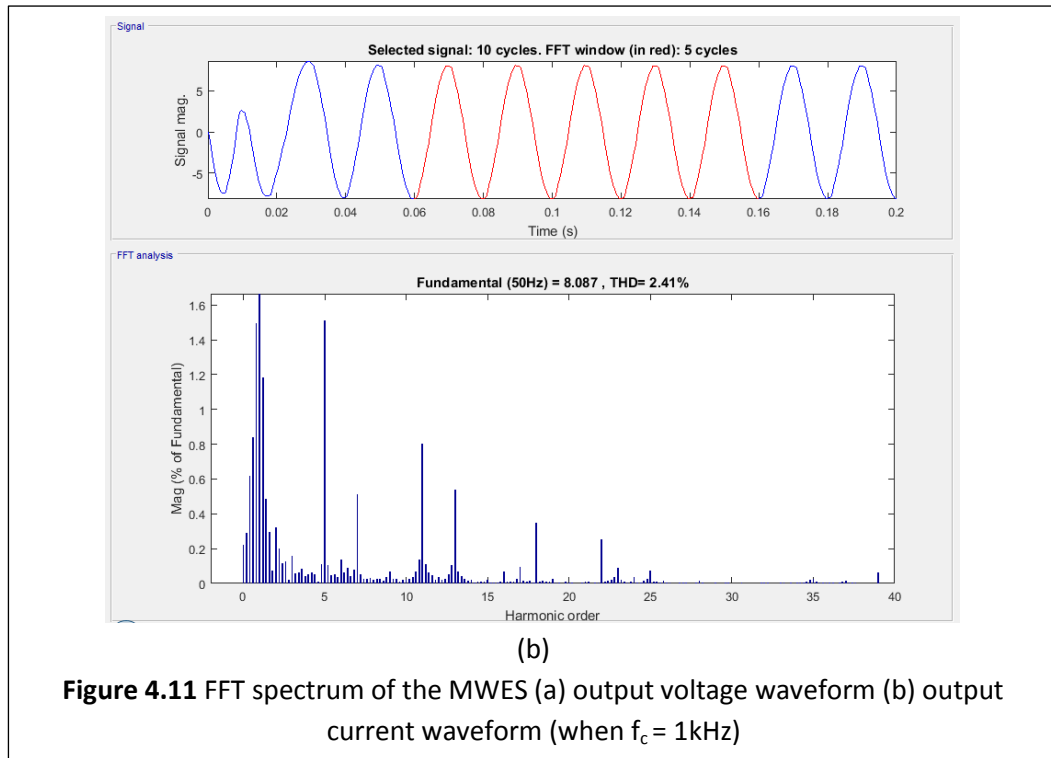 Signal
Selected signal: 10 cycles. FFT window (in red): 5 cycles
Signal mag.
5
0
-5
0 0.02 0.04 0.06 0.08 0.1 0.12 0.14 0.16 0.18 0.2
Time (s)
FFT analysis
Fundamental (50Hz) = 8.087 , THD= 2.41%
Mag (% of Fundamental)
1.6
1.4
1.2
1
0.8
0.6
0.4
0.2
0
0 5 10 15 20 25 30 35 40
Harmonic order
(b)
Figure 4.11 FFT spectrum of the MWES (a) output voltage waveform (b) output
current waveform (when fc = 1kHz)